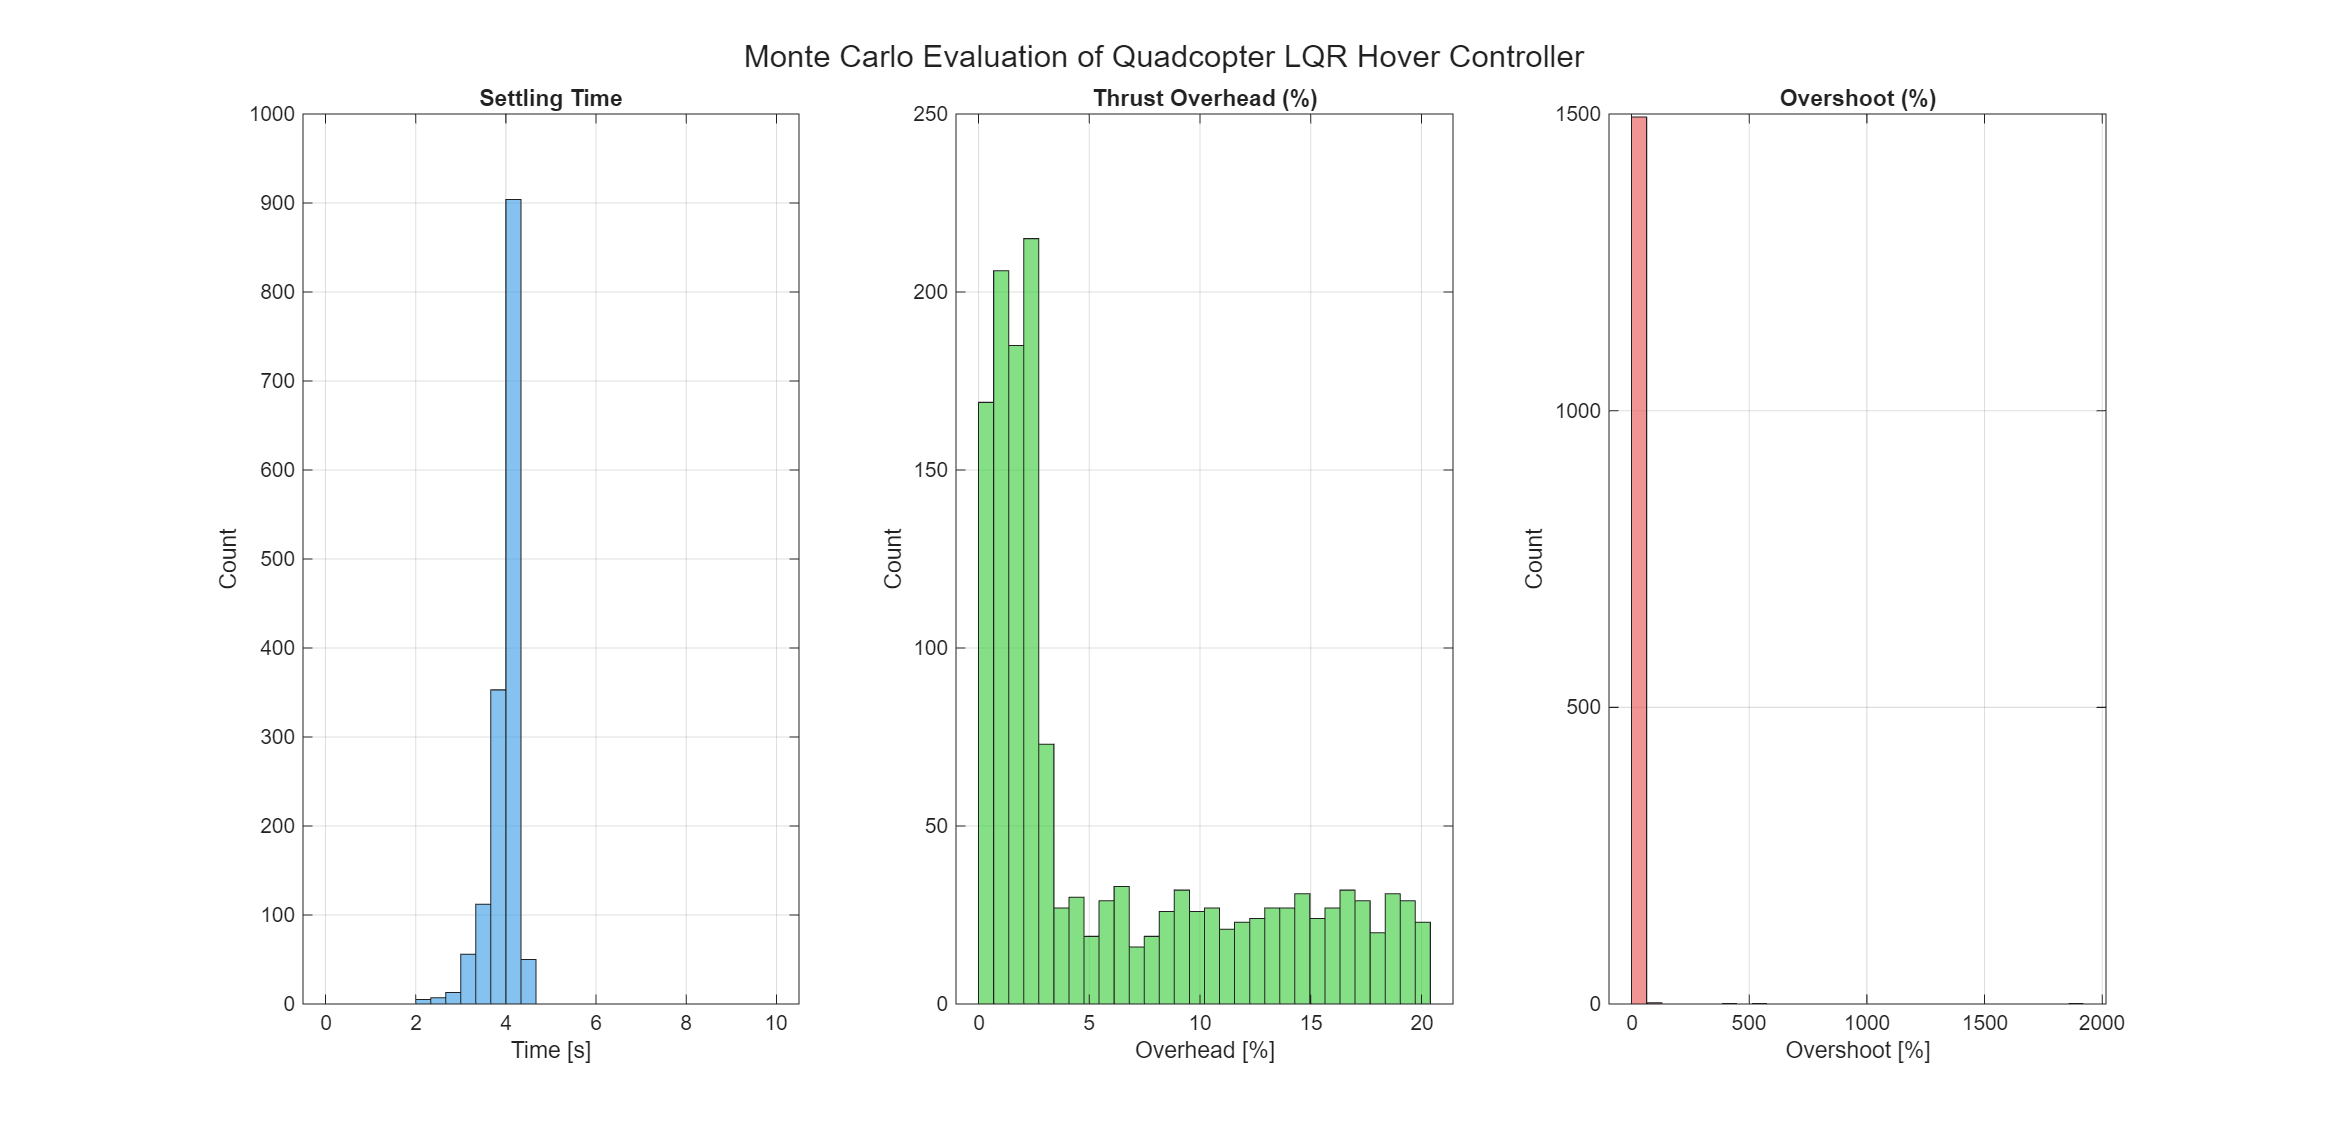 Monte Carlo Evaluation of Quadcopter LQR Hover Controller
Settling Time
1000
900
800
700
600
500
400
300
200
100
0
Count
0 2 4 6 8 10
Time [s]
Thrust Overhead (%)
250
200
150
100
50
0
Count
0 5 10 15 20
Overhead [%]
Overshoot (%)
1500
1000
500
0
Count
0 500 1000 1500 2000
Overshoot [%]